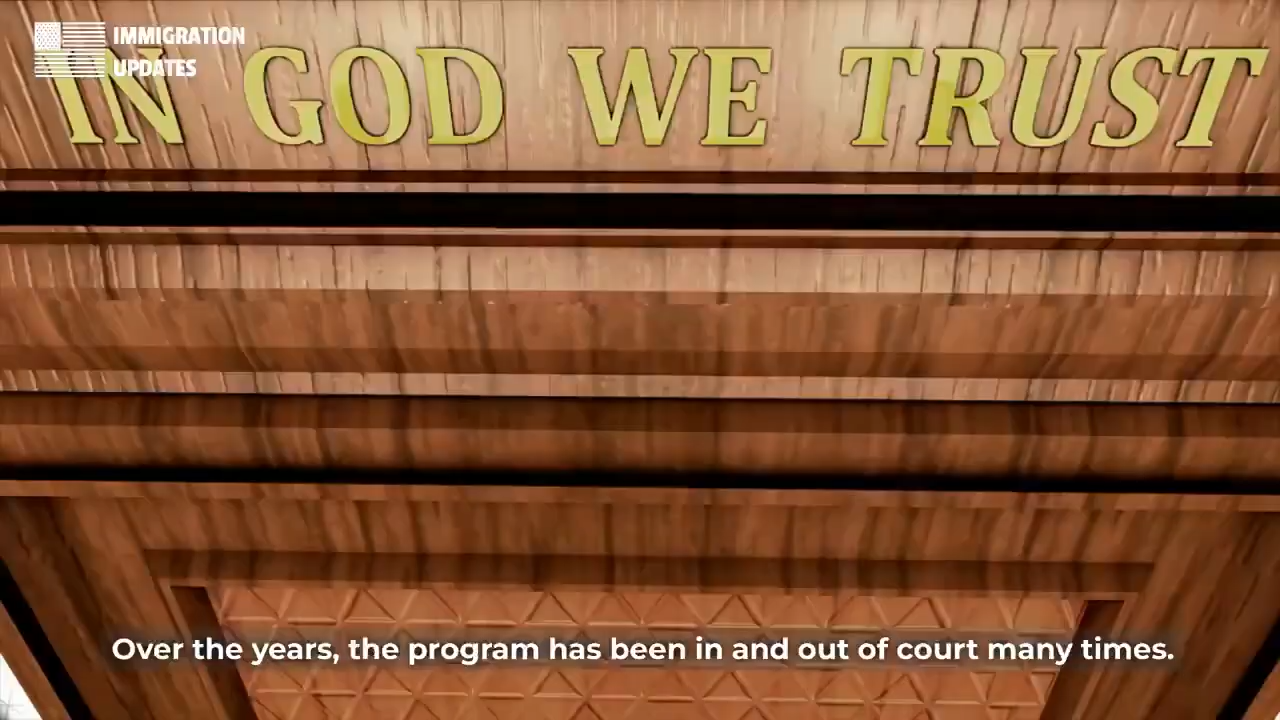 IMMIGRATION
UPDATES
IN GOD WE TRUST
Over the years, the program has been in and out of court many times.